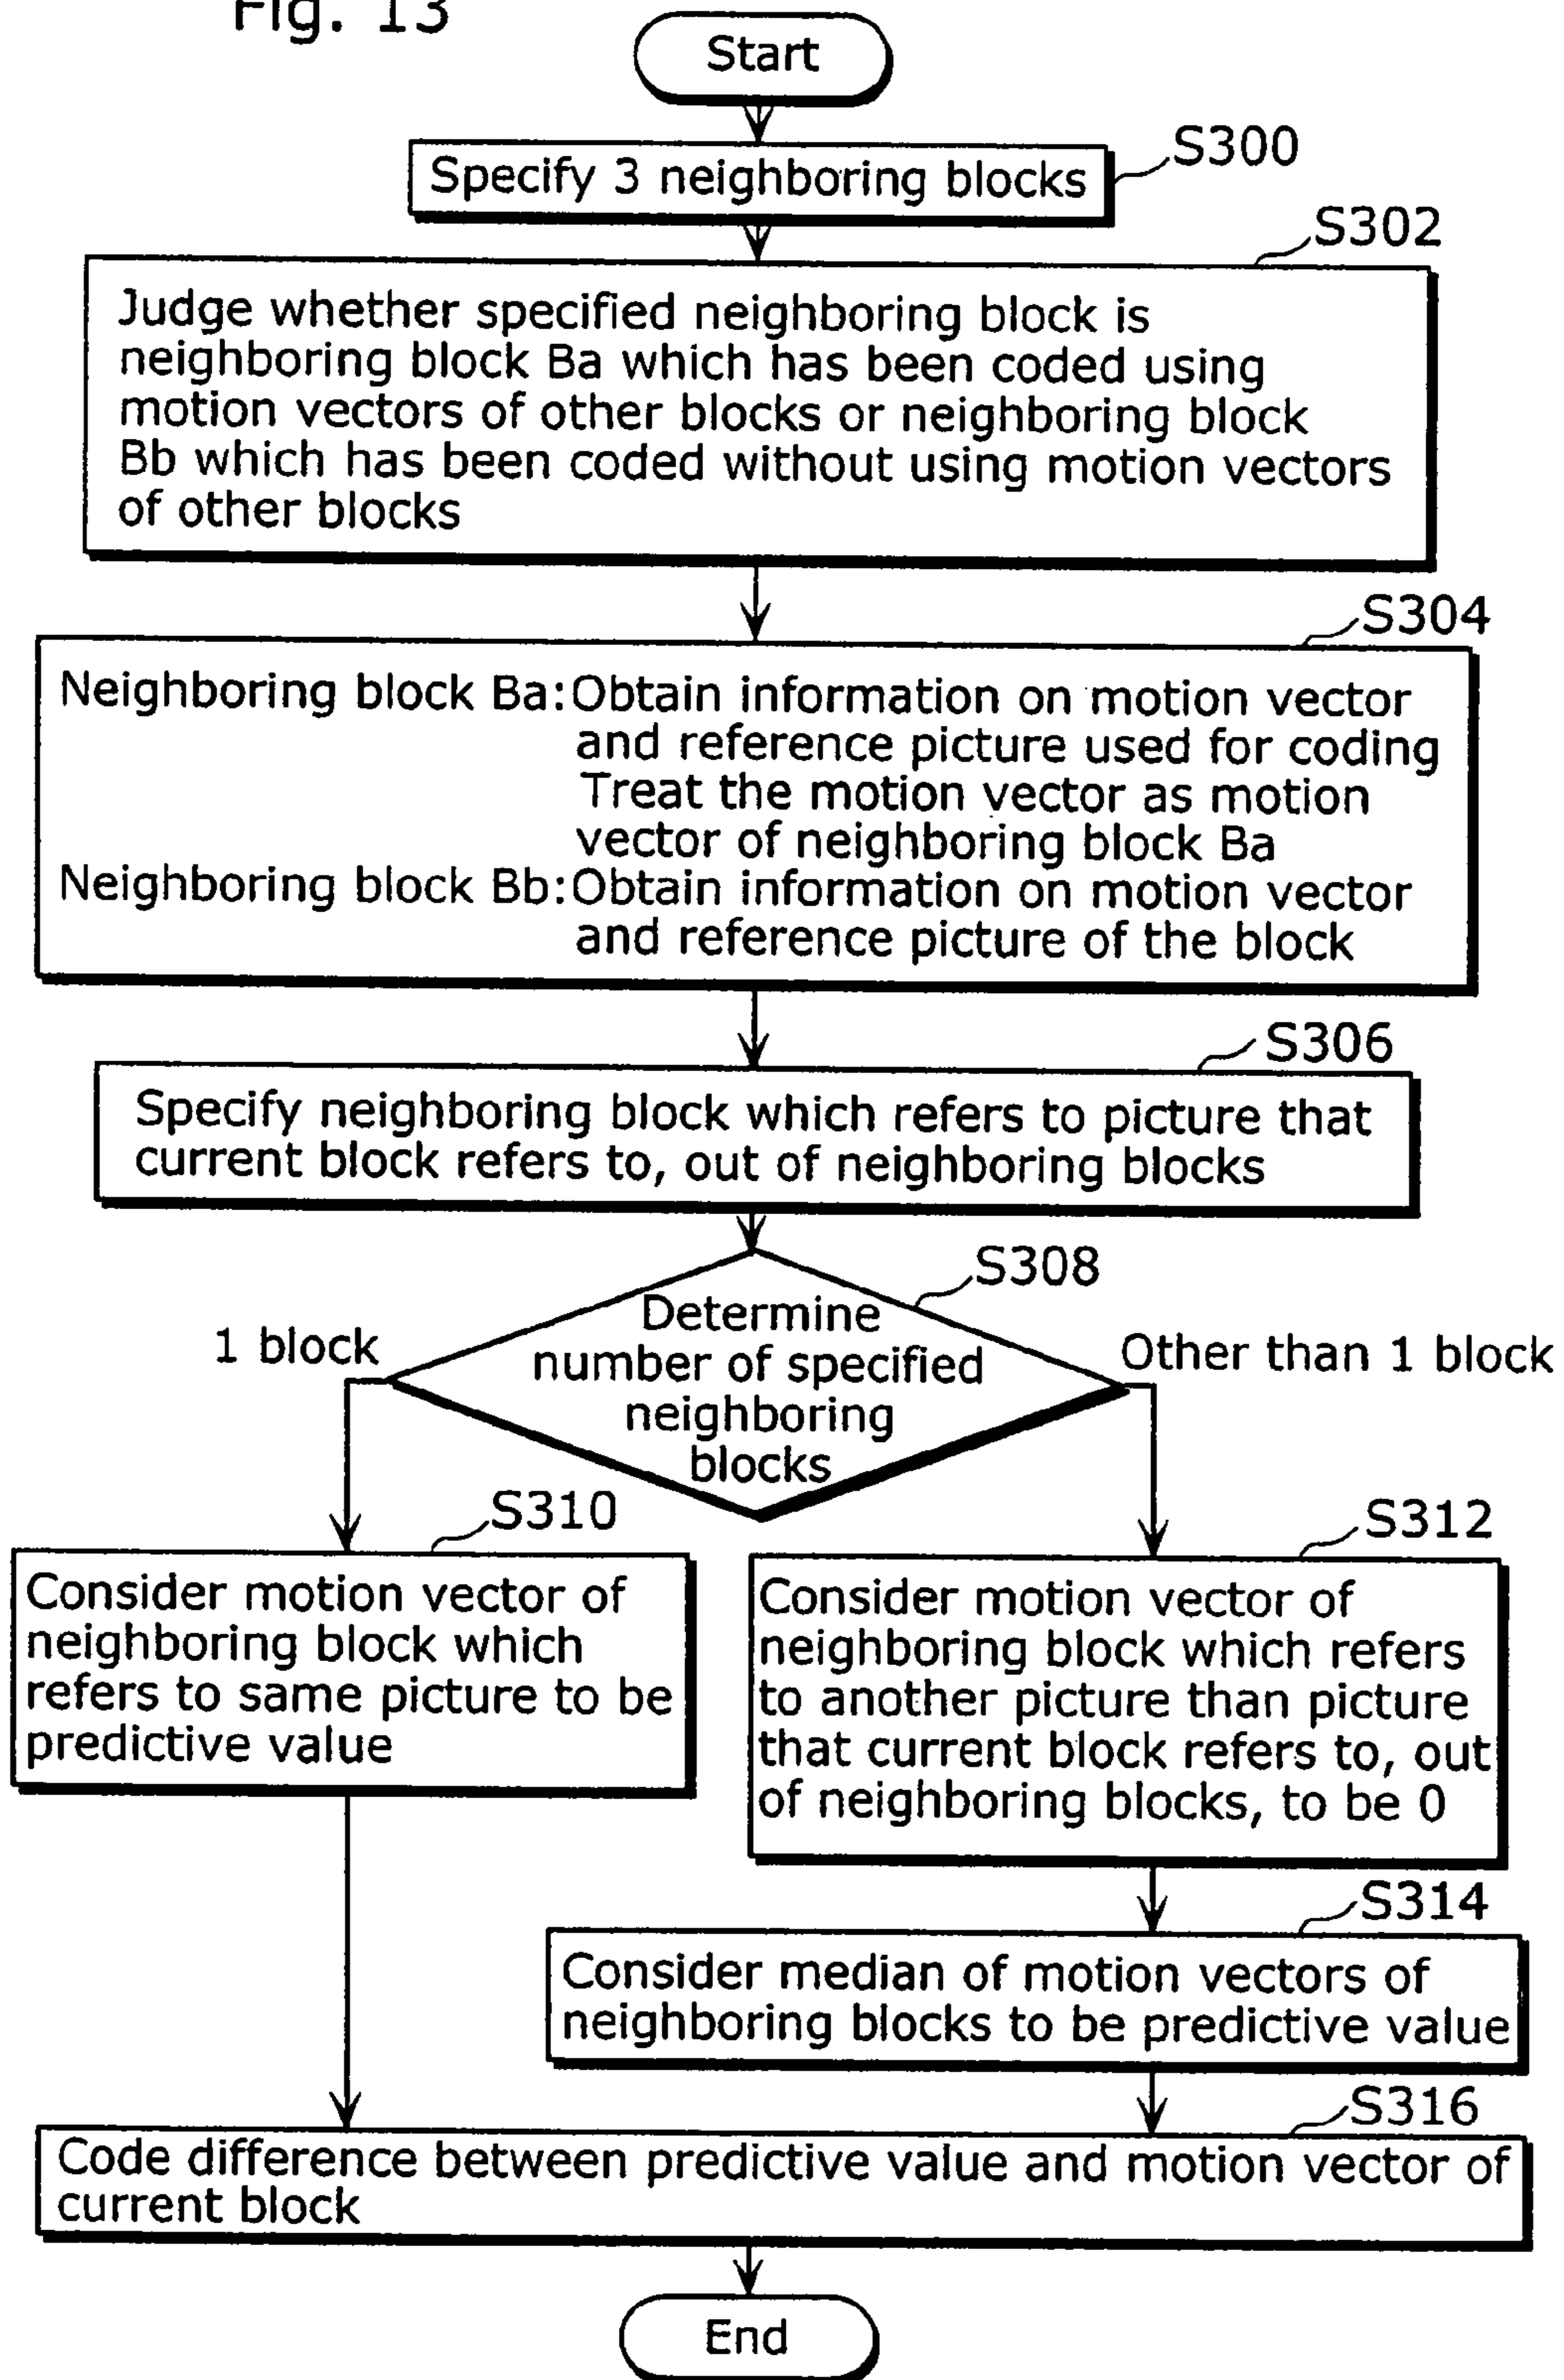 Fig. 13
Start
S300
Specify 3 neighboring blocks
S302
Judge whether specified neighboring block is
neighboring block Ba which has been coded using
motion vectors of other blocks or neighboring block
Bb which has been coded without using motion vectors
of other blocks
S304
Neighboring block Ba:Obtain information on motion vector
and reference picture used for coding
Treat the motion vector as motion
vector of neighboring block Ba
Neighboring block Bb:Obtain information on motion vector
and reference picture of the block
S306
Specify neighboring block which refers to picture that
current block refers to, out of neighboring blocks
S308
Determine
number of specified
neighboring
blocks
1 block
Other than 1 block
S310
Consider motion vector of
neighboring block which
refers to same picture to be
predictive value
S312
Consider motion vector of
neighboring block which refers
to another picture than picture
that current block refers to, out
of neighboring blocks, to be 0
S314
Consider median of motion vectors of
neighboring blocks to be predictive value
S316
Code difference between predictive value and motion vector of
current block
End